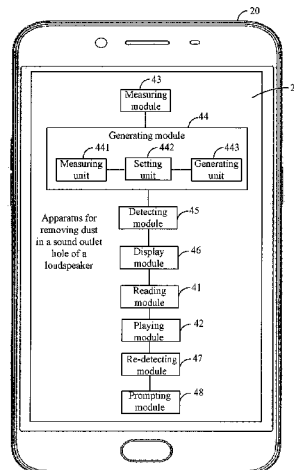 20
2
43
Measuring
module
44
Generating module
441
442
443
Measuring
unit
Setting
unit
Generating
unit
Apparatus for
removing dust
in a sound outlet
hole of a
loudspeaker
45
Detecting
module
46
Display
module
41
Reading
module
42
Playing
module
47
Re-detecting
module
48
Prompting
module